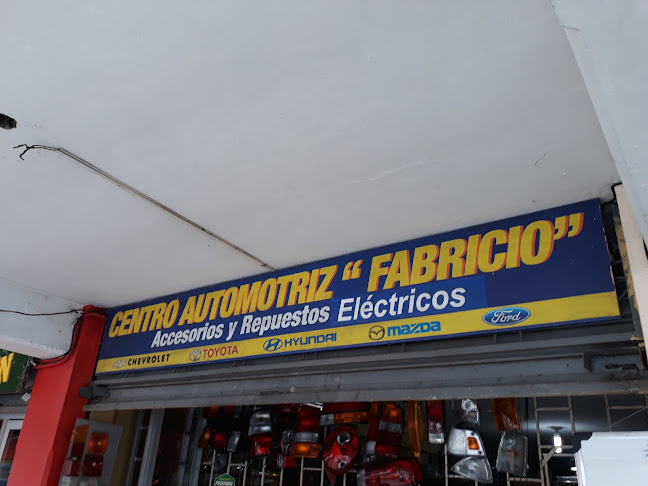 CENTRO AUTOMOTRIZ “ FABRICIO”
Accesorios y Repuestos Eléctricos
CHEVROLET TOYOTA HYUNDAI mazda Ford